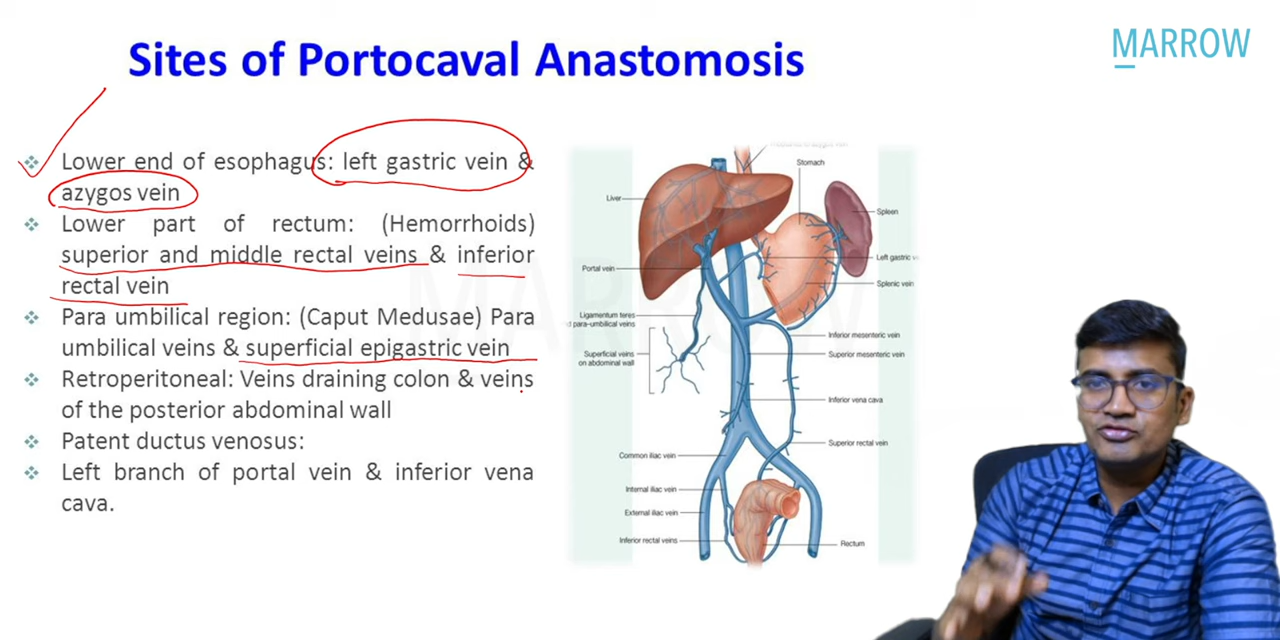 MARROW
Sites of Portocaval Anastomosis
Lower end of esophagus: left gastric vein &
azygos vein
Lower part of rectum: (Hemorrhoids)
superior and middle rectal veins & inferior
rectal vein
Para umbilical region: (Caput Medusae) Para
umbilical veins & superficial epigastric vein
Retroperitoneal: Veins draining colon & veins
of the posterior abdominal wall
Patent ductus venosus:
Left branch of portal vein & inferior vena
cava.
Stomach
Liver
Spleen
Left gastric v
Portal vein
Splenic vein
Ligamentum teres
d para-umbilical veins
Inferior mesenteric vein
Superficial veins
on abdominal wall
Superior mesenteric vein
Inferior vena cava
Superior rectal vein
Common iliac vein
Internal iliac vein
External iliac vein
Inferior rectal veins
Rectum
MARROW